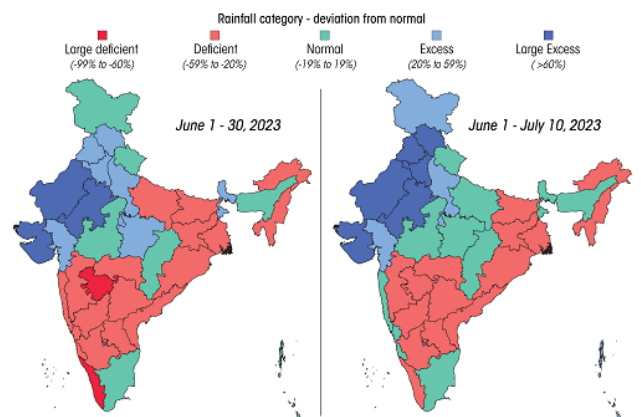 Rainfall category - deviation from normal
Large deficient Deficient Normal Excess Large Excess
(-99% to -60%) (-59% to -20%) (-19% to 19%) (20% to 59%) ( >60%)
June 1 - 30, 2023
June 1 - July 10, 2023